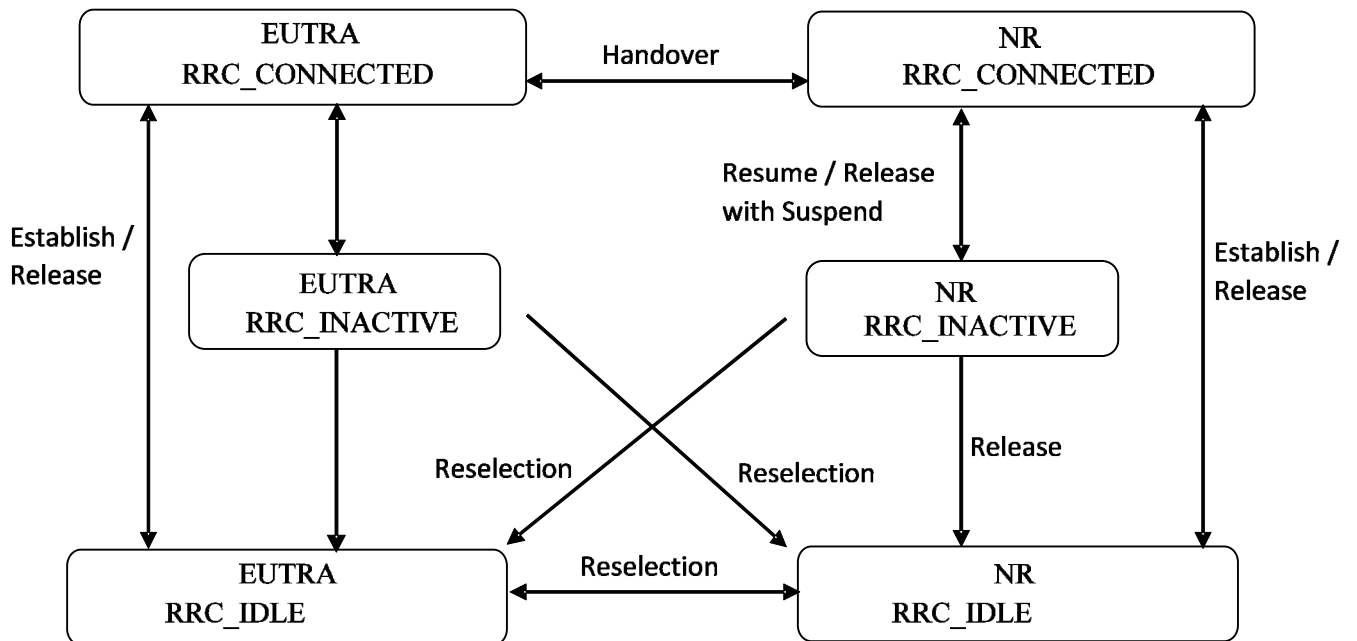 EUTRA
RRC_CONNECTED
Handover
NR
RRC_CONNECTED
Establish /
Release
Resume / Release
with Suspend
Establish /
Release
EUTRA
RRC_INACTIVE
NR
RRC_INACTIVE
Reselection
Reselection
Release
EUTRA
RRC_IDLE
Reselection
NR
RRC_IDLE